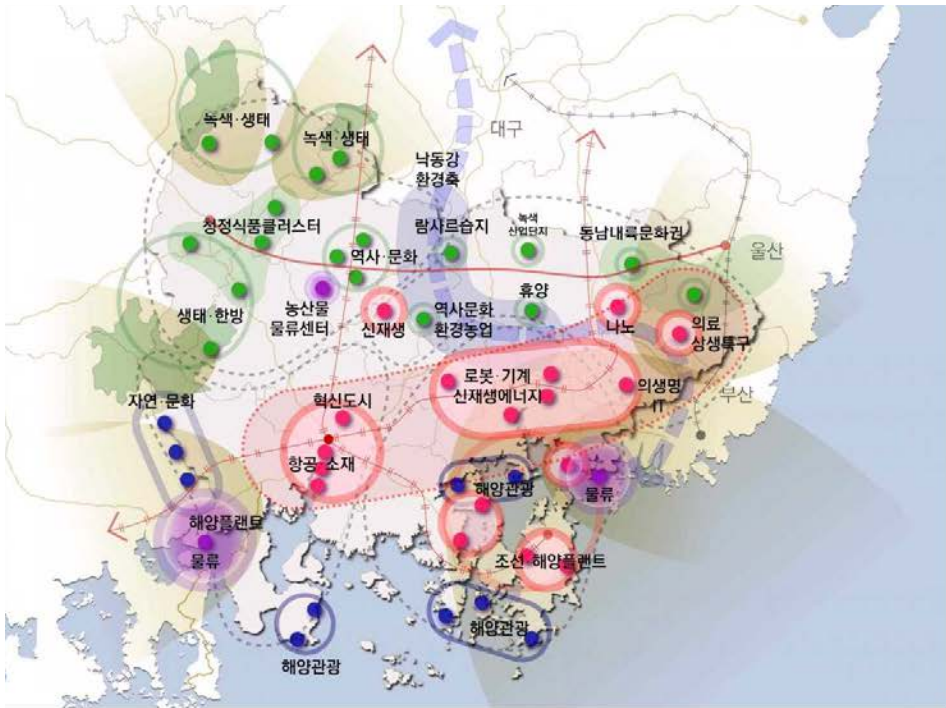 녹색·생태
녹색·생태
대구
낙동강
환경축
청정식품클러스터
람사르습지
녹색
산업단지
동남내륙문화권
울산
역사·문화
생태·한방
농산물
물류센터
신재생
역사문화
환경농업
휴양
나노
의료
상생특구
자연·문화
혁신도시
로봇·기계
신재생에너지
의생명
IT
부산
항공·소재
해양관광
물류
해양플랜트
물류
조선·해양플랜트
해양관광
해양관광